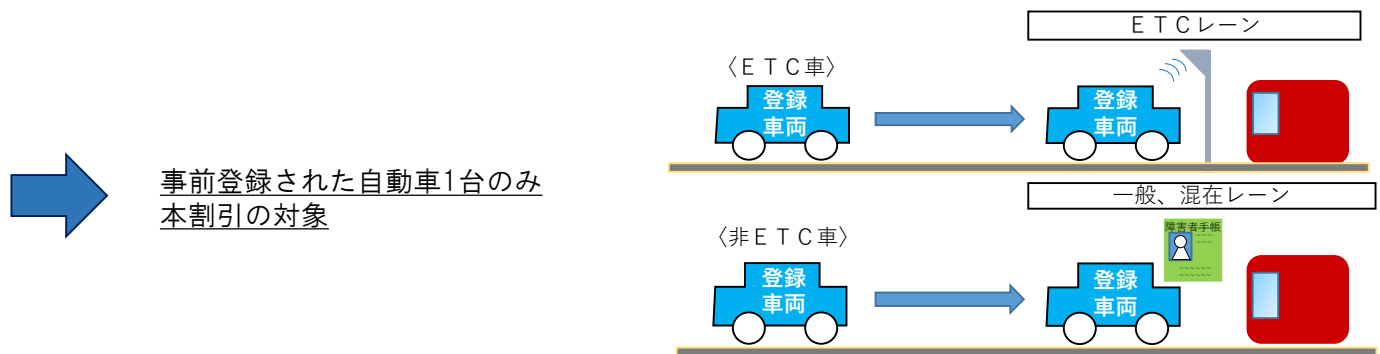 事前登録された自動車1台のみ
本割引の対象
ＥＴＣレーン
〈ＥＴＣ車〉
登録
車両
登録
車両
一般、混在レーン
〈非ＥＴＣ車〉
障害者手帳
登録
車両
登録
車両